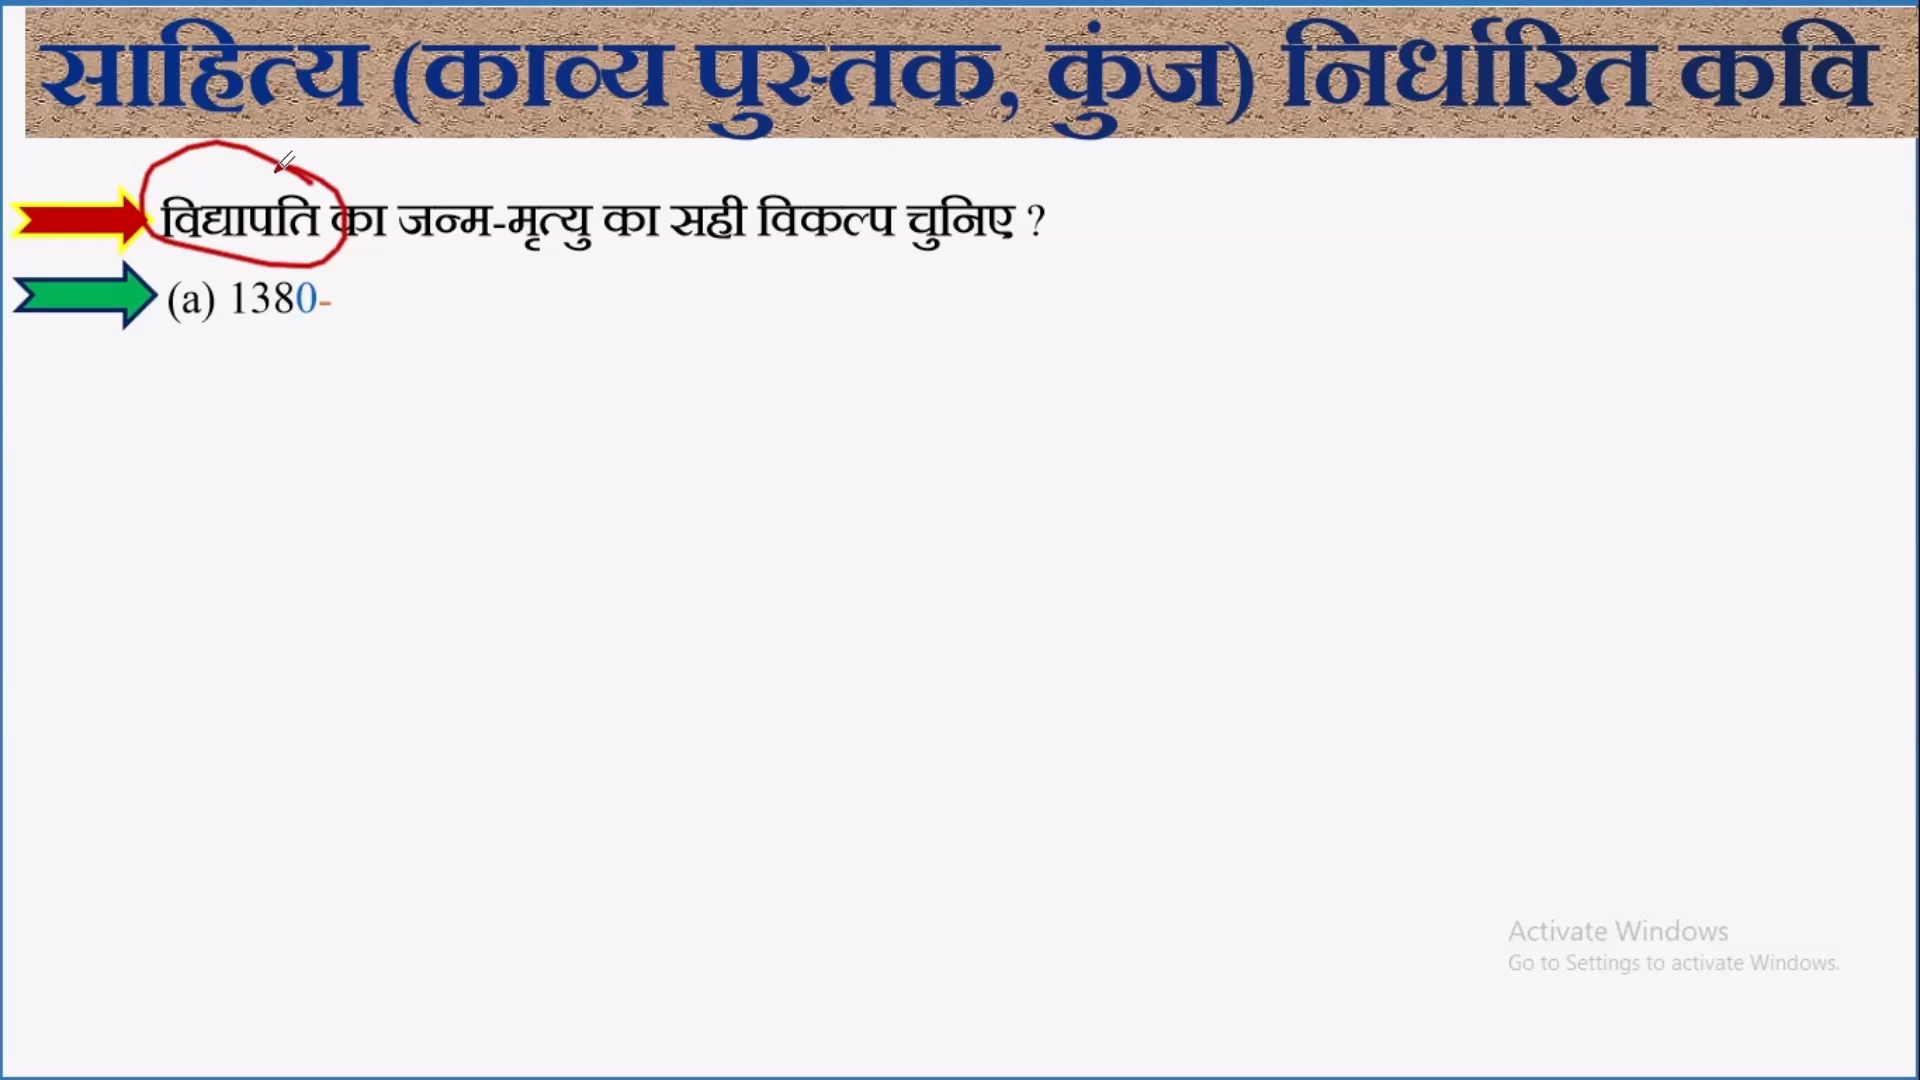 साहित्य (काव्य पुस्तक, कुंज) निर्धारित कवि
विद्यापति का जन्म-मृत्यु का सही विकल्प चुनिए ?
(a) 1380-
Activate Windows
Go to Settings to activate Windows.